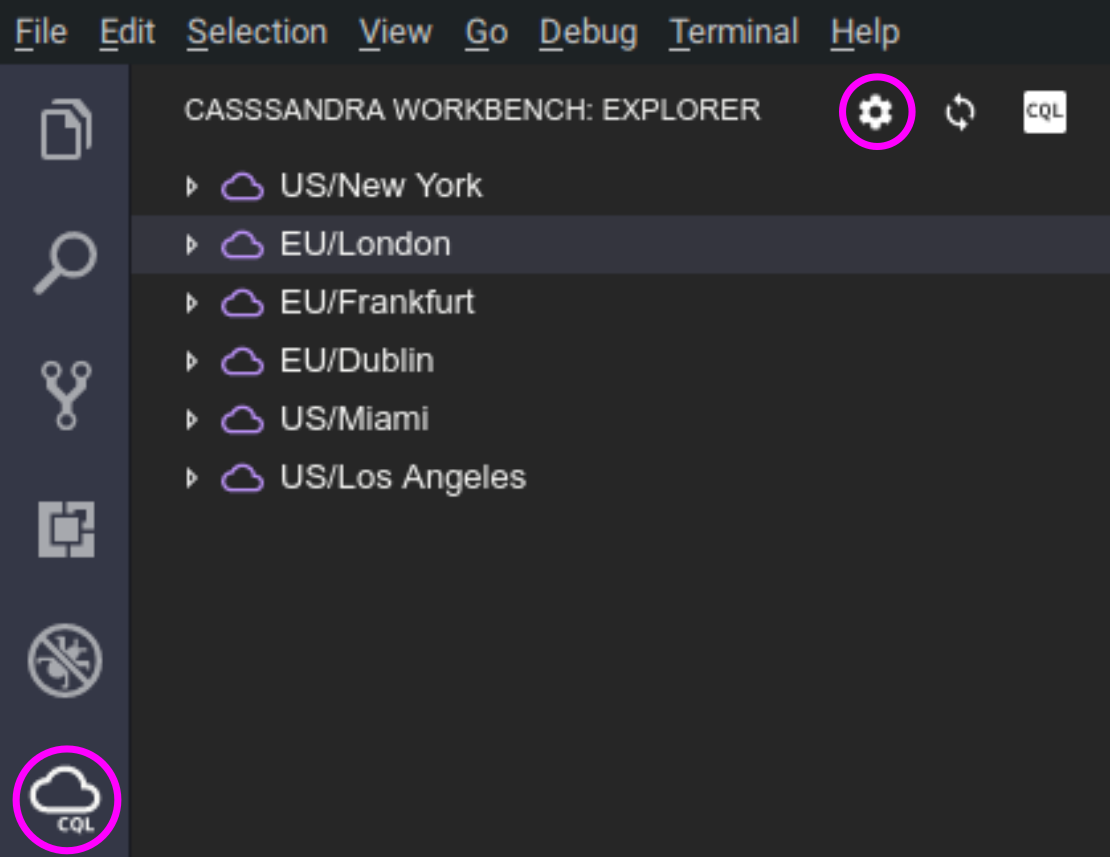 File Edit Selection View Go Debug Terminal Help
CASSSANDRA WORKBENCH: EXPLORER CQL
US/New York
EU/London
EU/Frankfurt
EU/Dublin
US/Miami
US/Los Angeles
CQL